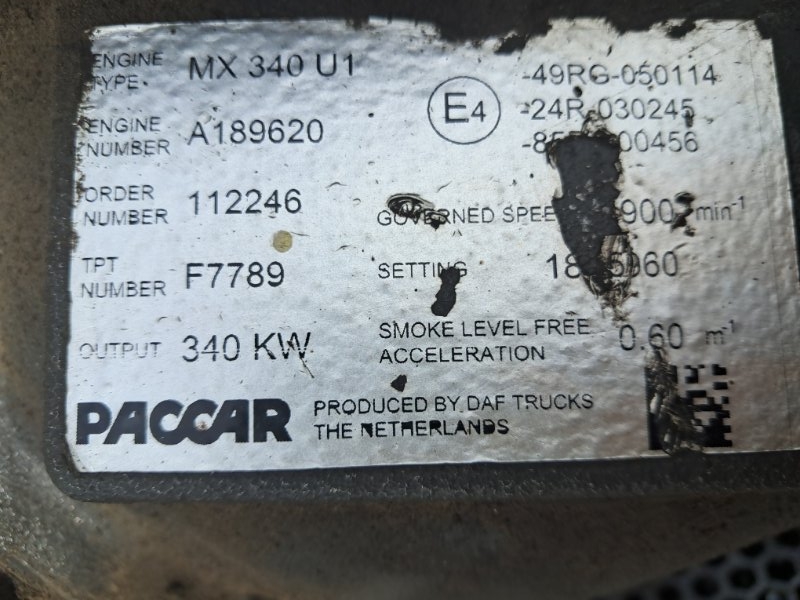 ENGINE TYPE MX 340 U1
E4
-49RG-050114
-24R-030245
ENGINE NUMBER A189620
ORDER NUMBER 112246
GOVERNED min-1
TPT NUMBER F7789
SETTING
OUTPUT 340 KW
SMOKE LEVEL FREE ACCELERATION 0.60 m-1
PACCAR
PRODUCED BY DAF TRUCKS
THE NETHERLANDS